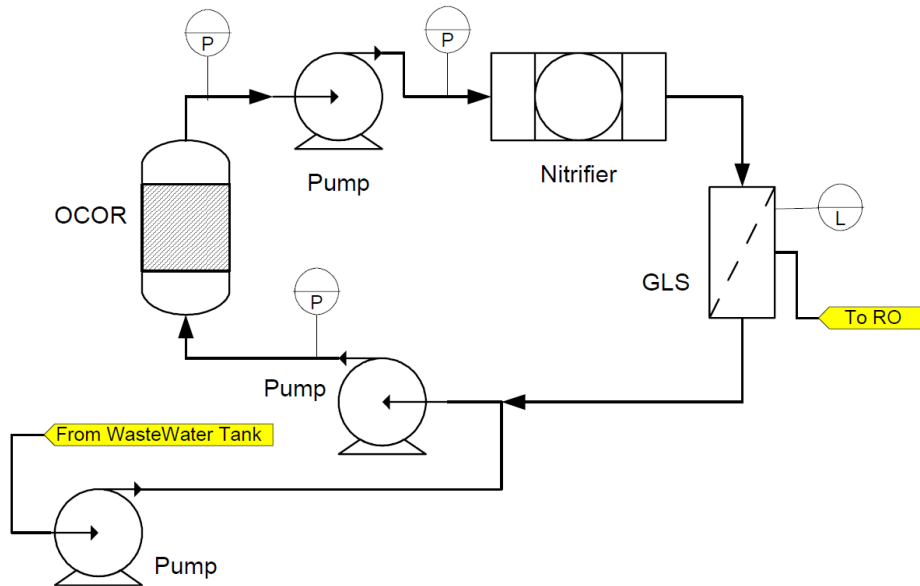 P
P
Pump
Nitrifier
OCOR
L
GLS
P
To RO
Pump
From WasteWater Tank
Pump